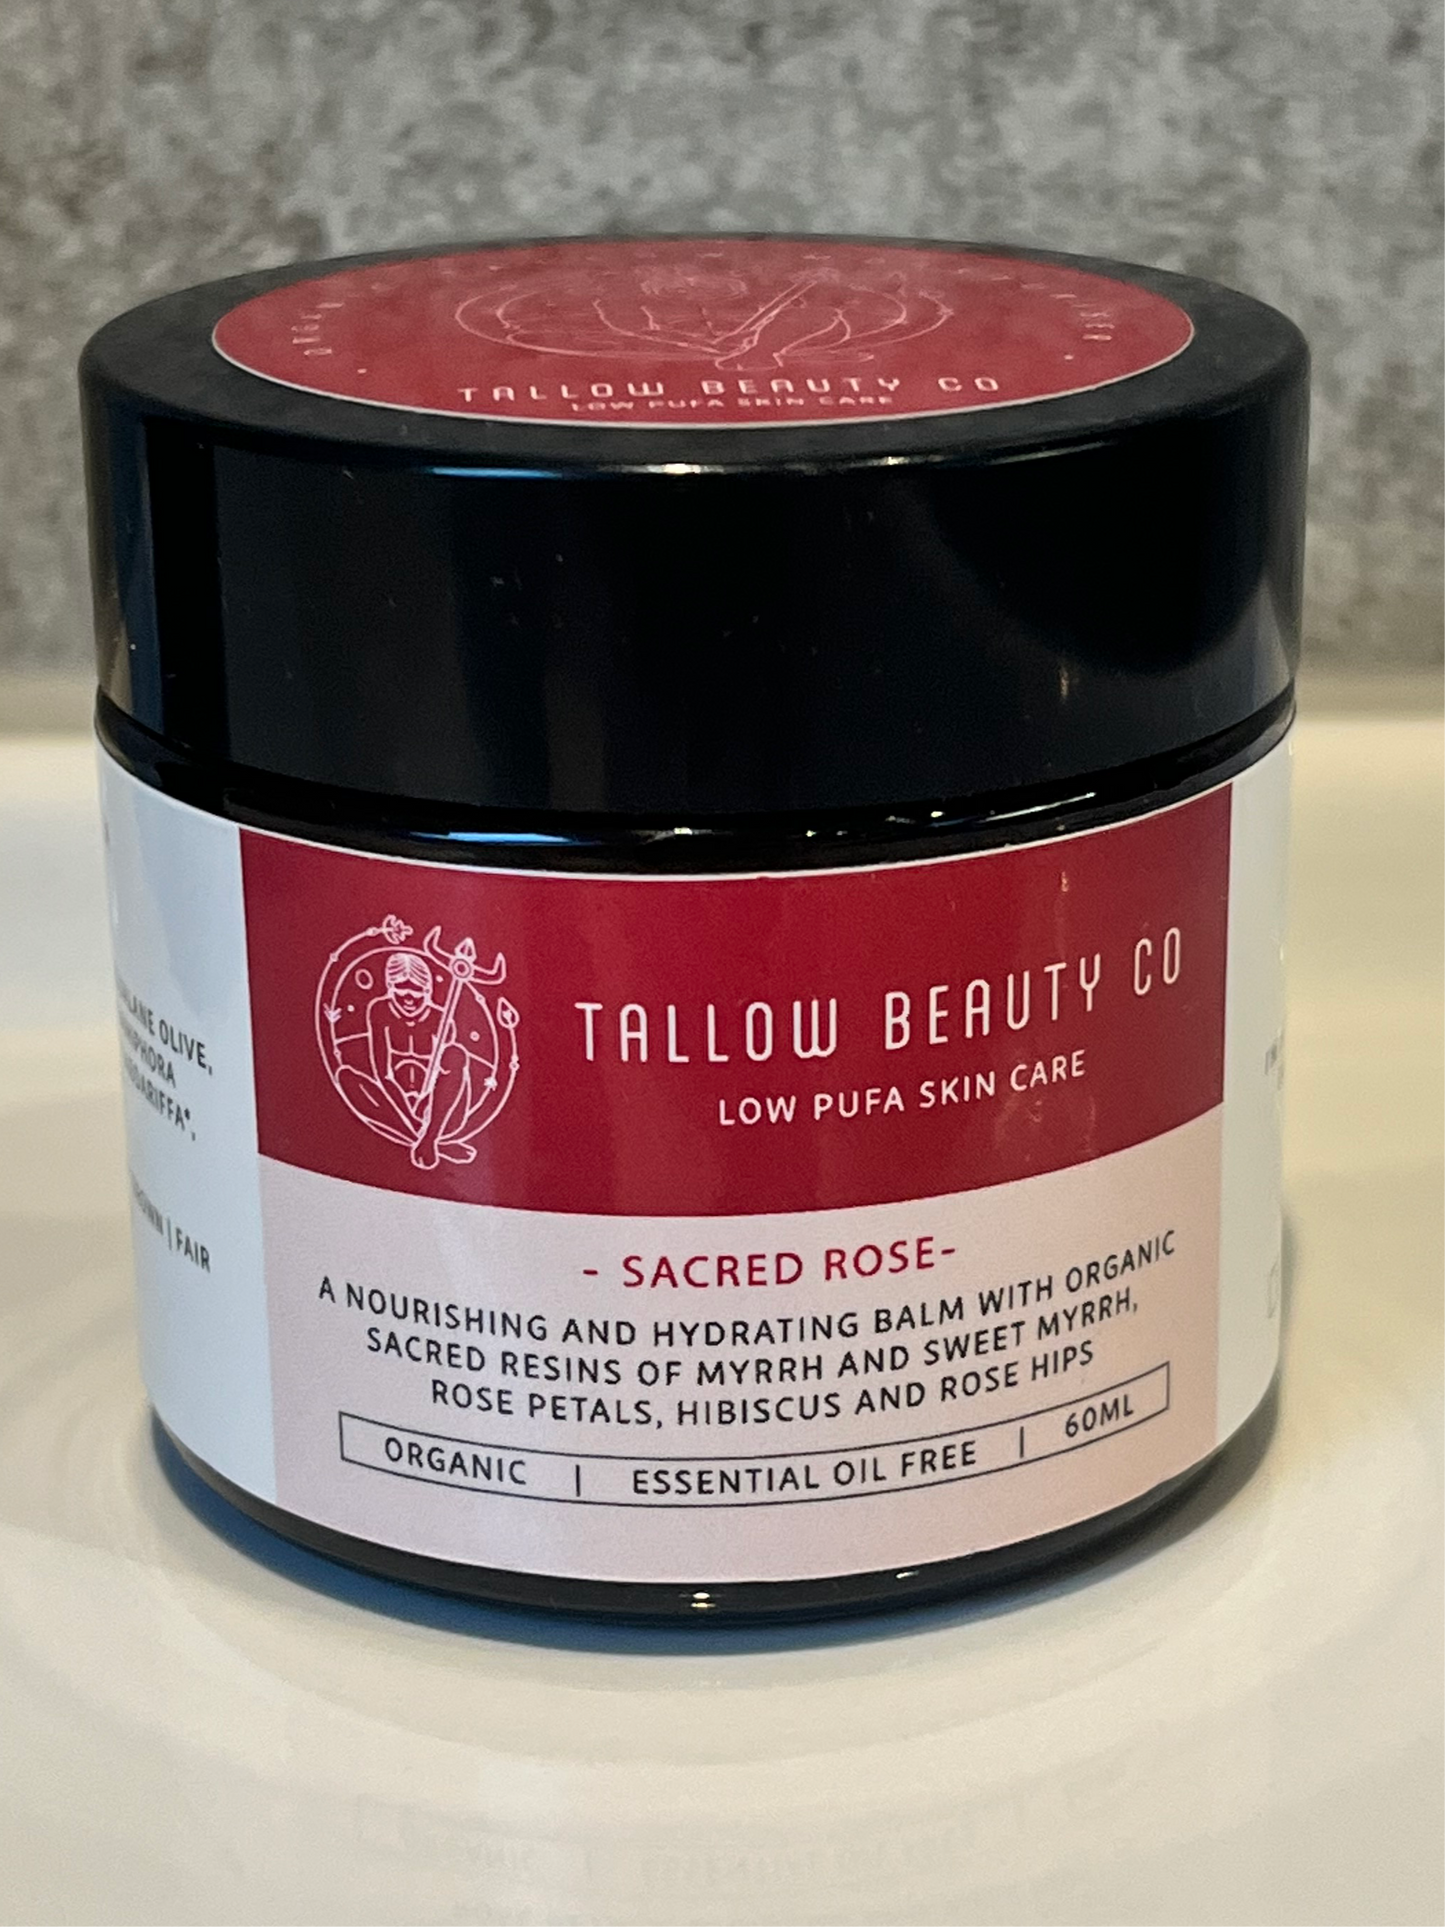 TALLOW BEAUTY CO
LOW PUFA SKIN CARE
OLIVE,
| FAIR
TALLOW BEAUTY CO
LOW PUFA SKIN CARE
- SACRED ROSE-
A NOURISHING AND HYDRATING BALM WITH ORGANIC
SACRED RESINS OF MYRRH AND SWEET MYRRH,
ROSE PETALS, HIBISCUS AND ROSE HIPS
ORGANIC | ESSENTIAL OIL FREE | 60ML